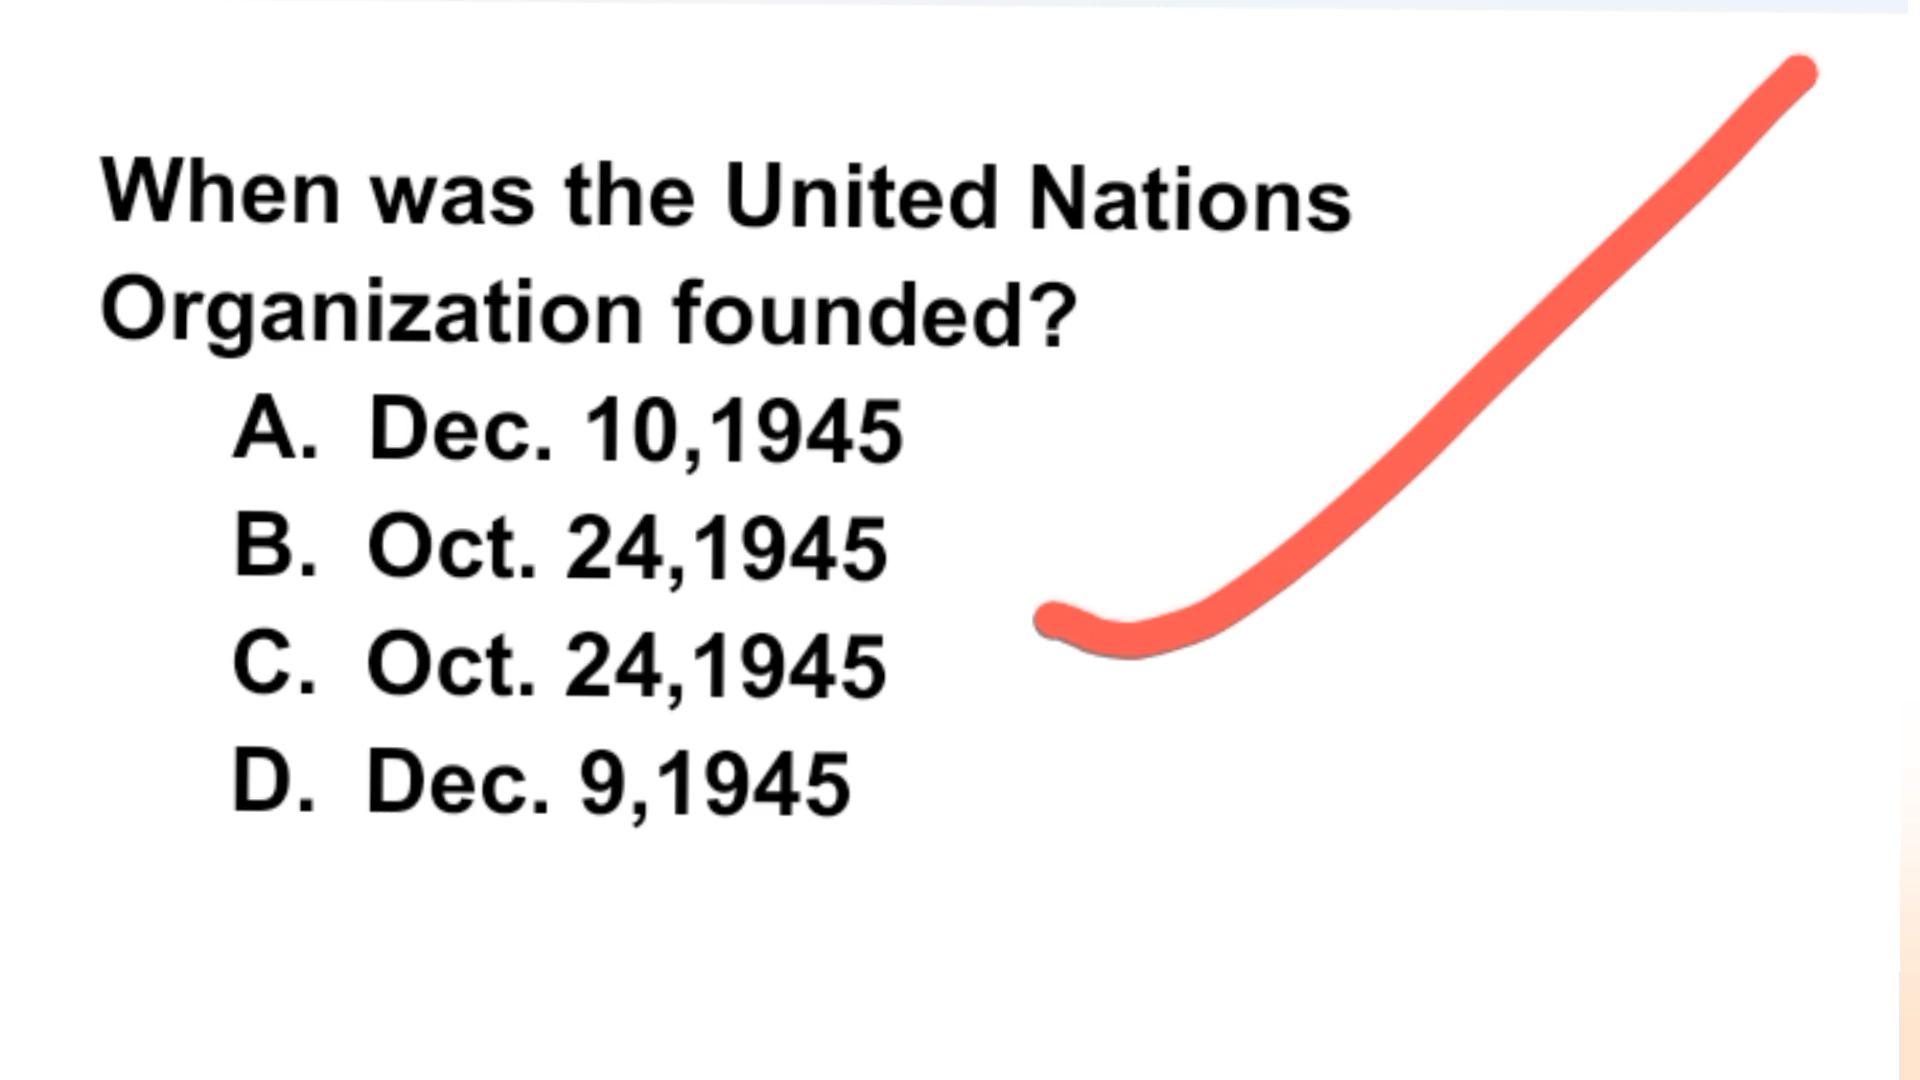 When was the United Nations
Organization founded?
A. Dec. 10,1945
B. Oct. 24,1945
C. Oct. 24,1945
D. Dec. 9,1945